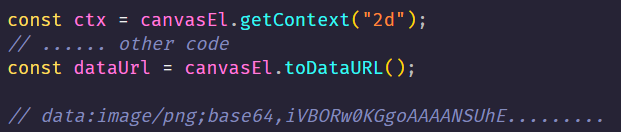 const ctx = canvasEl.getContext("2d");
// ...... other code
const dataUrl = canvasEl.toDataURL();
// data:image/png;base64,iVBORw0KGgoAAAANSUhE.........